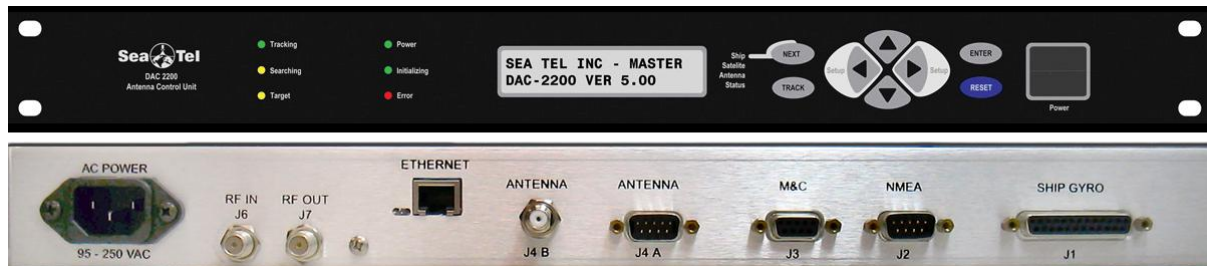 Sea Tel
DAC 2200
Antenna Control Unit
Tracking
Searching
Target
Power
Initializing
Error
SEA TEL INC - MASTER
DAC-2200 VER 5.00
Ship
Satelite
Antenna
Status
NEXT
TRACK
Setup
Setup
ENTER
RESET
Power
AC POWER
95 - 250 VAC
RF IN
J6
RF OUT
J7
ETHERNET
ANTENNA
J4 B
ANTENNA
J4 A
M&C
J3
NMEA
J2
SHIP GYRO
J1